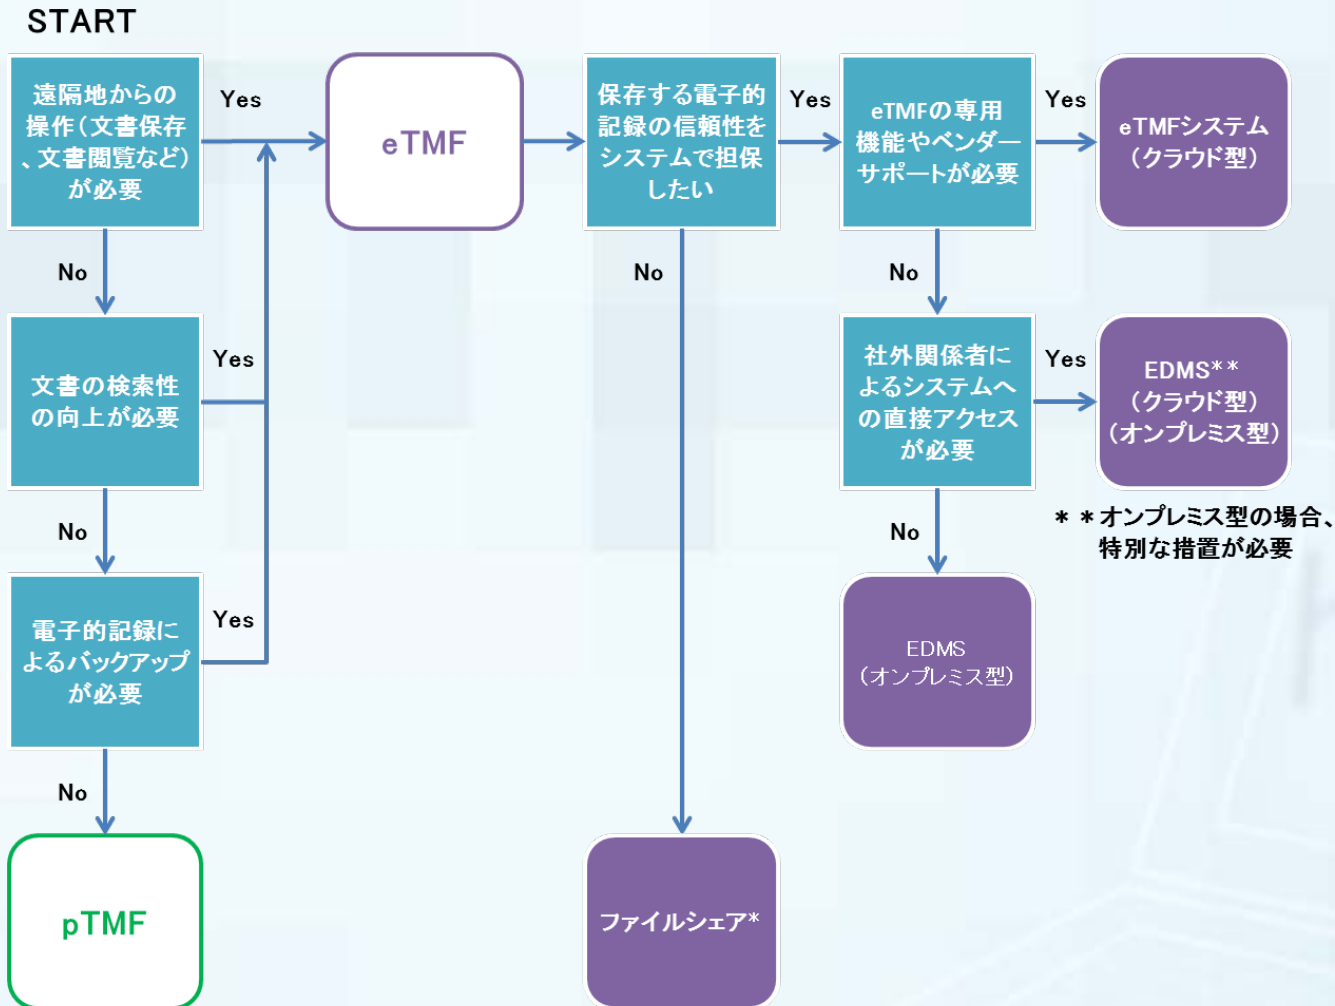 START
遠隔地からの
操作(文書保存
、文書閲覧など)
が必要
Yes
eTMF
保存する電子的
記録の信頼性を
システムで担保
したい
Yes
eTMFの専用
機能やベンダー
サポートが必要
Yes
eTMFシステム
(クラウド型)
No
No
No
文書の検索性
の向上が必要
Yes
社外関係者に
よるシステムへ
の直接アクセス
が必要
Yes
EDMS**
(クラウド型)
(オンプレミス型)
No
No
**オンプレミス型の場合、
特別な措置が必要
電子的記録に
よるバックアップ
が必要
Yes
EDMS
(オンプレミス型)
No
pTMF
ファイルシェア*